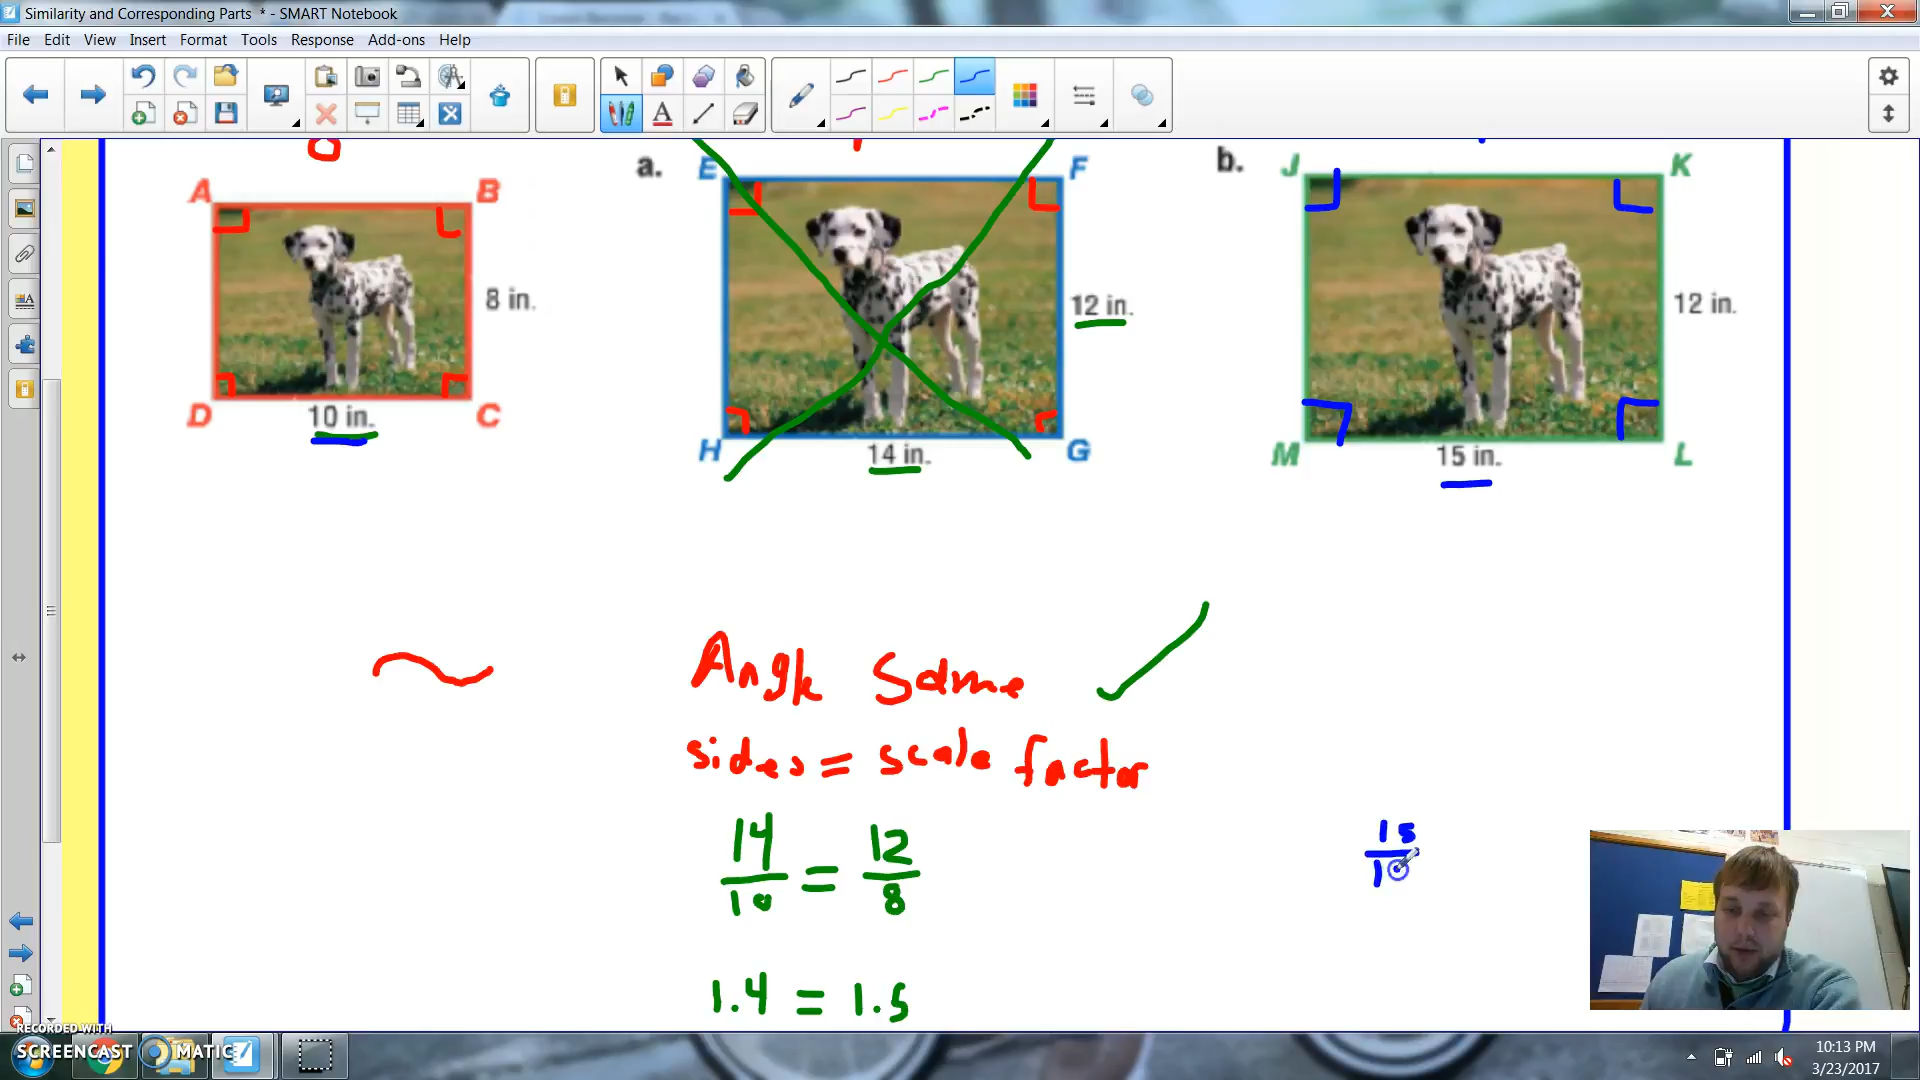 Similarity and Corresponding Parts * - SMART Notebook
File Edit View Insert Format Tools Response Add-ons Help
A B
8 in.
D 10 in. C
a. E F
12 in.
H 14 in. G
b. J K
12 in.
M 15 in. L
Angle Same
sides = scale factor
14/10 = 12/8
15/10
1.4 = 1.5
RECORDED WITH
SCREENCAST MATIC
10:13 PM
3/23/2017